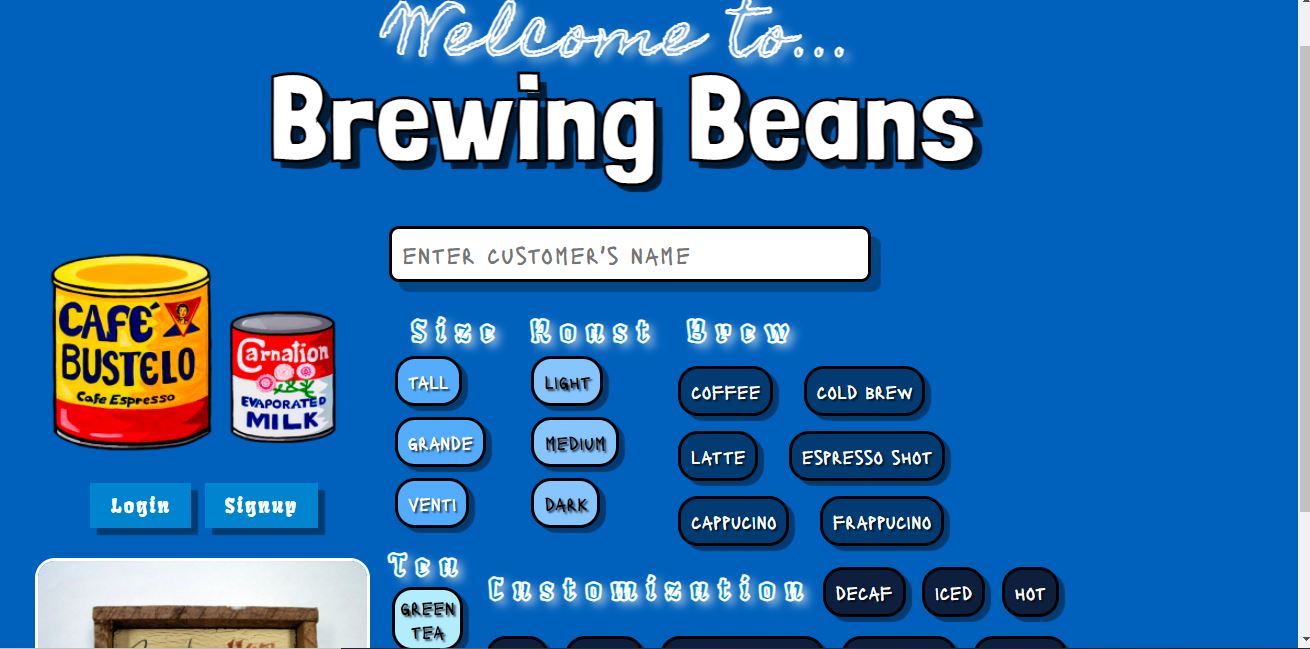 Welcome to...
Brewing Beans
ENTER CUSTOMER'S NAME
CAFÉ
BUSTELO
Cafe Espresso
Carnation
EVAPORATED
MILK
Login Signup
Size Roast Brew
TALL LIGHT COFFEE COLD BREW
GRANDE MEDIUM LATTE ESPRESSO SHOT
VENTI DARK CAPPUCINO FRAPPUCINO
Tea
GREEN
TEA
Customization DECAF ICED HOT